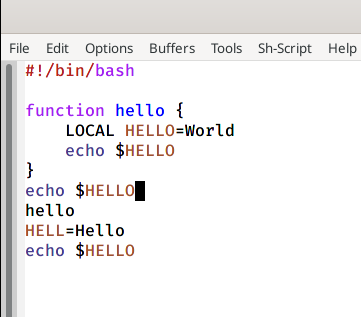 File Edit Options Buffers Tools Sh-Script Help
#!/bin/bash

function hello {
    LOCAL HELLO=World
    echo $HELLO
}
echo $HELLO
hello
HELL=Hello
echo $HELLO